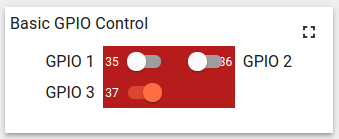 Basic GPIO Control
GPIO 1 35 36 GPIO 2
GPIO 3 37